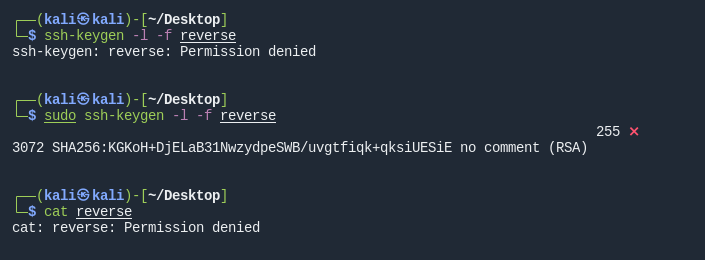 ┌──(kali㉿kali)-[~/Desktop]
└─$ ssh-keygen -l -f reverse
ssh-keygen: reverse: Permission denied
┌──(kali㉿kali)-[~/Desktop]
└─$ sudo ssh-keygen -l -f reverse
255 ⨯
3072 SHA256:KGKoH+DjELaB31NwzydpeSWB/uvgtfiqk+qksiUESiE no comment (RSA)
┌──(kali㉿kali)-[~/Desktop]
└─$ cat reverse
cat: reverse: Permission denied